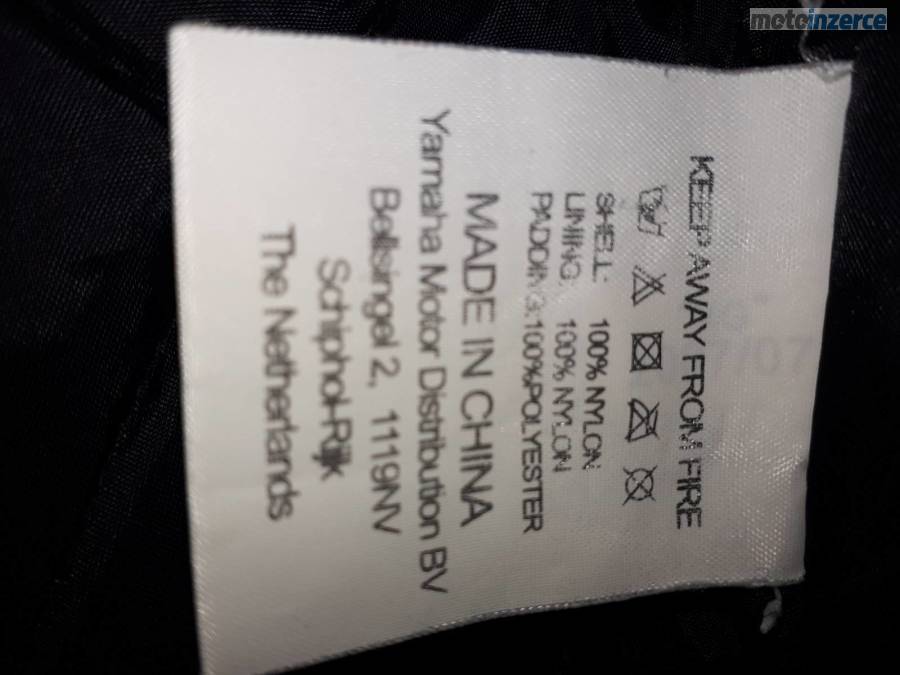 motoinzerce
KEEP AWAY FROM FIRE
SHELL: 100% NYLON
LINING: 100% NYLON
PADDING:100%POLYESTER
MADE IN CHINA
Yamaha Motor Distribution BV
Bellsingel 2, 1119NV
Schiphol-Rijk
The Netherlands